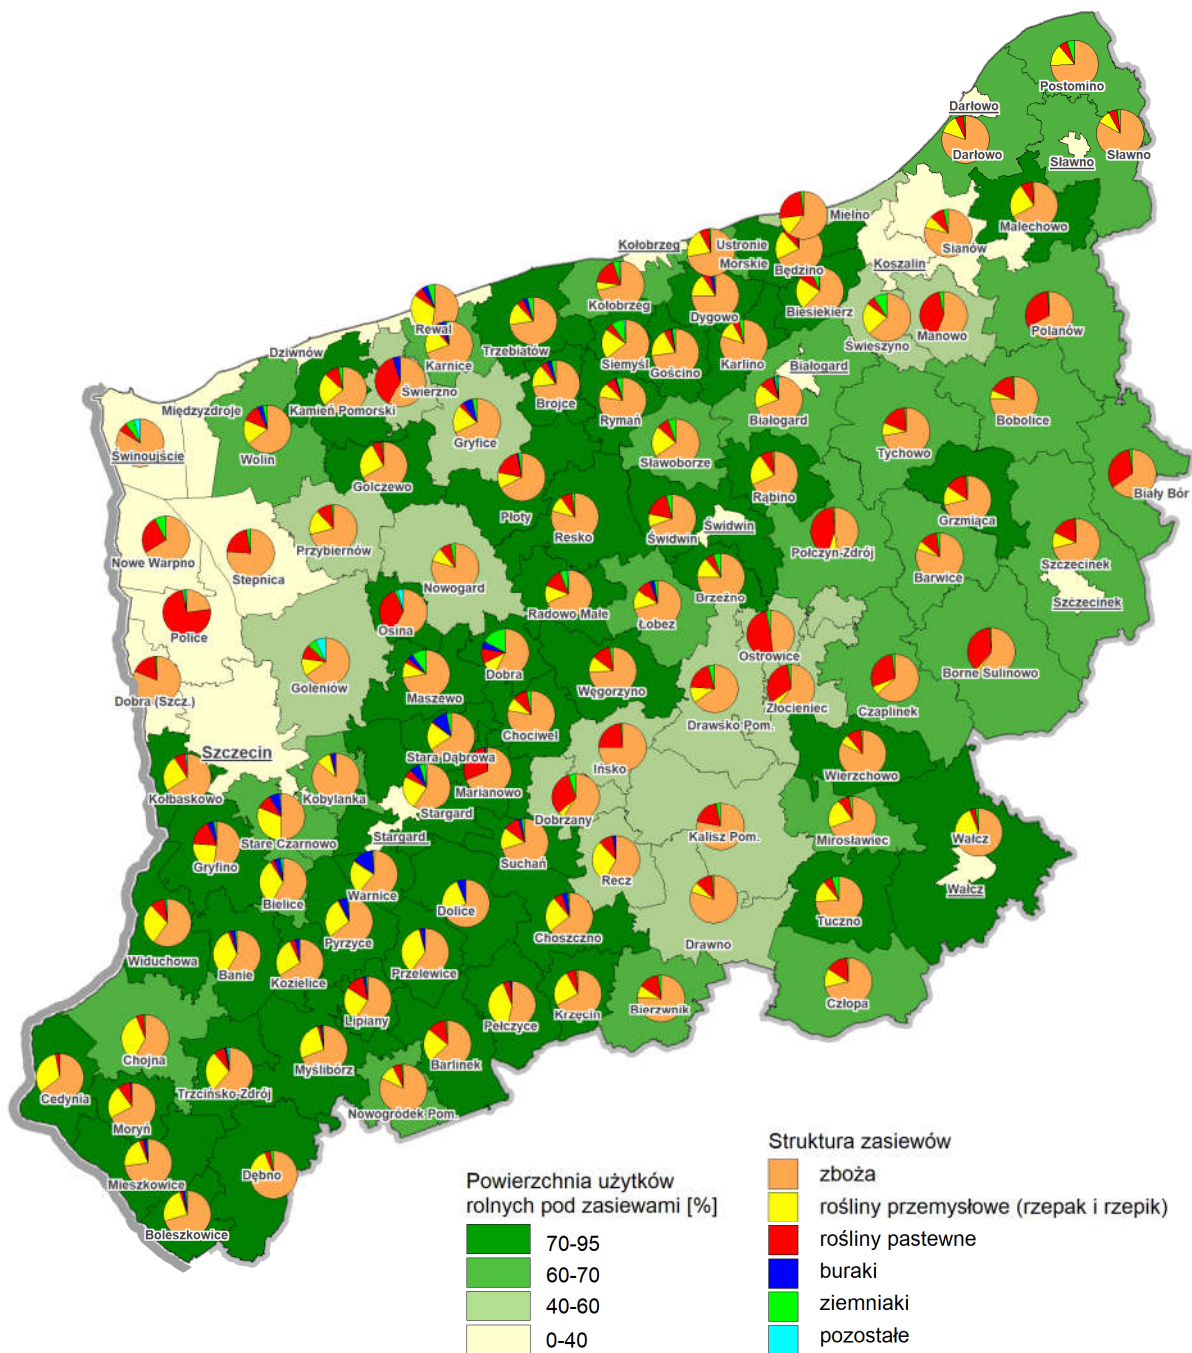 Postomino
Darłowo
Darłowo
Sławno
Sławno
Mielno
Malechowo
Sianów
Koszalin
Kołobrzeg
Ustronie
Morskie
Będzino
Kołobrzeg
Dygowo
Biesiekierz
Rewal
Trzebiatów
Świeszyno
Manowo
Polanów
Dziwnów
Karnice
Siemyśl
Gościno
Karlino
Białogard
Świerzno
Międzyzdroje
Kamień Pomorski
Brojce
Rymań
Białogard
Bobolice
Gryfice
Tychowo
Świnoujście
Wolin
Sławoborze
Golczewo
Rąbino
Biały Bór
Płoty
Grzmiąca
Resko
Świdwin
Świdwin
Przybiernów
Połczyn-Zdrój
Nowe Warpno
Stepnica
Barwice
Szczecinek
Nowogard
Brzeżno
Szczecinek
Radowo Małe
Łobez
Osina
Police
Ostrowice
Goleniów
Dobra
Borne Sulinowo
Maszewo
Węgorzyno
Dobra (Szcz.)
Złocieniec
Czaplinek
Drawsko Pom.
Chociwel
Szczecin
Stara Dąbrowa
Ińsko
Wierzchowo
Kołbaskowo
Kobylanka
Marianowo
Stargard
Dobrzany
Stargard
Kalisz Pom.
Mirosławiec
Wałcz
Stare Czarnowo
Gryfino
Suchań
Recz
Wałcz
Warnice
Bielice
Dolice
Tuczno
Pyrzyce
Choszczno
Drawno
Widuchowa
Banie
Kozielice
Przelewice
Człopa
Lipiany
Pełczyce
Krzęcin
Bierzwnik
Chojna
Myślibórz
Barlinek
Cedynia
Trzcińsko-Zdrój
Nowogródek Pom.
Moryń
Mieszkowice
Dębno
Boleszkowice
Powierzchnia użytków
rolnych pod zasiewami [%]
70-95
60-70
40-60
0-40
Struktura zasiewów
zboża
rośliny przemysłowe (rzepak i rzepik)
rośliny pastewne
buraki
ziemniaki
pozostałe